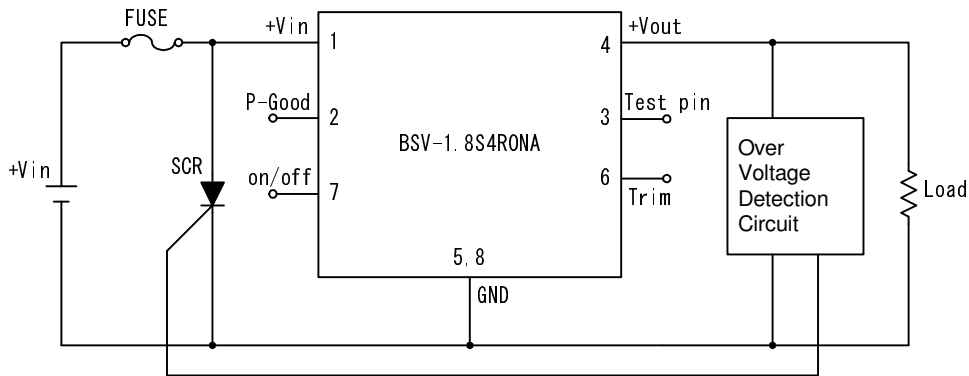 FUSE
+Vin
1
4
+Vout
P-Good
2
3
Test pin
BSV-1.8S4R0NA
Over
Voltage
Detection
Circuit
+Vin
SCR
on/off
7
6
Trim
Load
5,8
GND